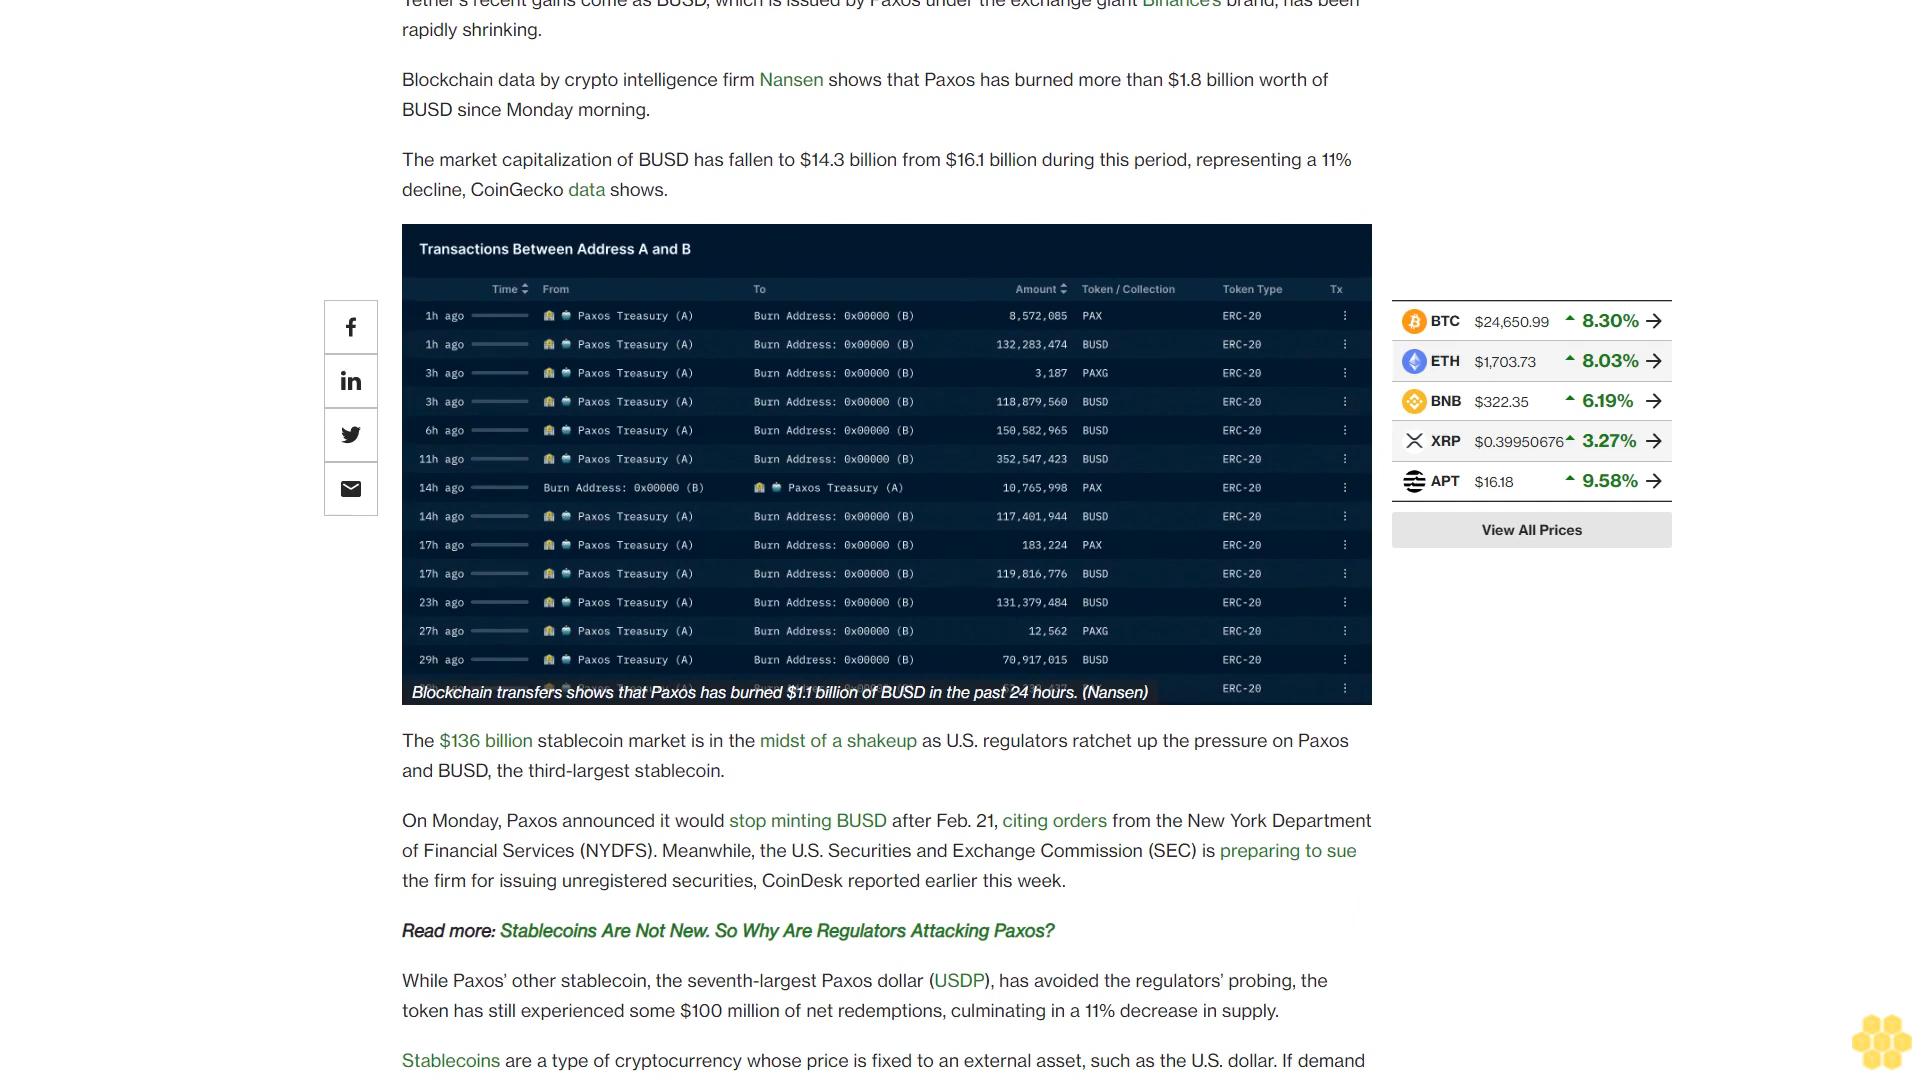 Tether's recent gains come as BUSD, which is issued by Paxos under the exchange giant Binance's brand, has been
rapidly shrinking.
Blockchain data by crypto intelligence firm Nansen shows that Paxos has burned more than $1.8 billion worth of
BUSD since Monday morning.
The market capitalization of BUSD has fallen to $14.3 billion from $16.1 billion during this period, representing a 11%
decline, CoinGecko data shows.
Transactions Between Address A and B
Time From To Amount Token / Collection Token Type Tx
1h ago Paxos Treasury (A) Burn Address: 0x00000 (B) 8,572,085 PAX ERC-20
1h ago Paxos Treasury (A) Burn Address: 0x00000 (B) 132,283,474 BUSD ERC-20
3h ago Paxos Treasury (A) Burn Address: 0x00000 (B) 3,187 PAXG ERC-20
3h ago Paxos Treasury (A) Burn Address: 0x00000 (B) 118,879,560 BUSD ERC-20
6h ago Paxos Treasury (A) Burn Address: 0x00000 (B) 150,582,965 BUSD ERC-20
11h ago Paxos Treasury (A) Burn Address: 0x00000 (B) 352,547,423 BUSD ERC-20
14h ago Burn Address: 0x00000 (B) Paxos Treasury (A) 10,765,998 PAX ERC-20
14h ago Paxos Treasury (A) Burn Address: 0x00000 (B) 117,401,944 BUSD ERC-20
17h ago Paxos Treasury (A) Burn Address: 0x00000 (B) 183,224 PAX ERC-20
17h ago Paxos Treasury (A) Burn Address: 0x00000 (B) 119,816,776 BUSD ERC-20
23h ago Paxos Treasury (A) Burn Address: 0x00000 (B) 131,379,484 BUSD ERC-20
27h ago Paxos Treasury (A) Burn Address: 0x00000 (B) 12,562 PAXG ERC-20
29h ago Paxos Treasury (A) Burn Address: 0x00000 (B) 70,917,015 BUSD ERC-20
ERC-20
Blockchain transfers shows that Paxos has burned $1.1 billion of BUSD in the past 24 hours. (Nansen)
BTC $24,650.99 8.30%
ETH $1,703.73 8.03%
BNB $322.35 6.19%
XRP $0.39950676 3.27%
APT $16.18 9.58%
View All Prices
The $136 billion stablecoin market is in the midst of a shakeup as U.S. regulators ratchet up the pressure on Paxos
and BUSD, the third-largest stablecoin.
On Monday, Paxos announced it would stop minting BUSD after Feb. 21, citing orders from the New York Department
of Financial Services (NYDFS). Meanwhile, the U.S. Securities and Exchange Commission (SEC) is preparing to sue
the firm for issuing unregistered securities, CoinDesk reported earlier this week.
Read more: Stablecoins Are Not New. So Why Are Regulators Attacking Paxos?
While Paxos' other stablecoin, the seventh-largest Paxos dollar (USDP), has avoided the regulators' probing, the
token has still experienced some $100 million of net redemptions, culminating in a 11% decrease in supply.
Stablecoins are a type of cryptocurrency whose price is fixed to an external asset, such as the U.S. dollar. If demand